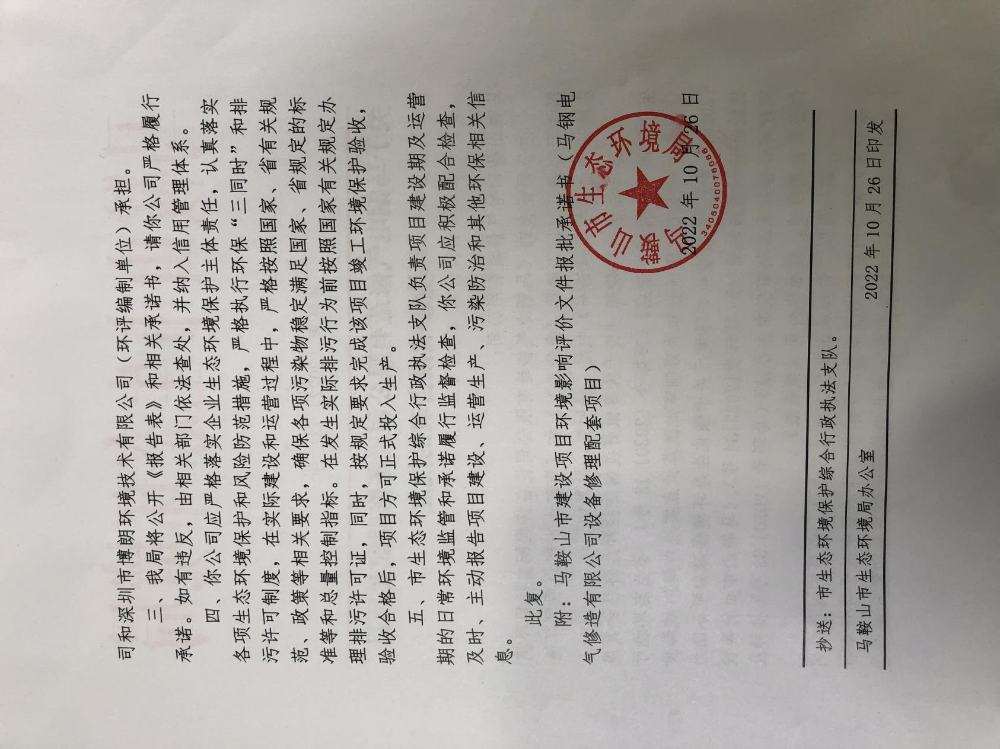 司和深圳市博朗环境技术有限公司（环评编制单位）承担。
三、我局将公开《报告表》和相关承诺书，请你公司严格履行
承诺。如有违反，由相关部门依法查处，并纳入信用管理体系。
四、你公司应严格落实企业生态环境保护主体责任，认真落实
各项生态环境保护和风险防范措施，严格执行环保“三同时”和排
污许可制度，在实际建设和运营过程中，严格按照国家、省有关规
范、政策等相关要求，确保各项污染物稳定满足国家、省规定的标
准等和总量控制指标。在发生实际排污行为前按照国家有关规定办
理排污许可证，同时，按规定要求完成该项目竣工环境保护验收，
验收合格后，项目方可正式投入生产。
五、市生态环境保护综合行政执法支队负责项目建设期及运营
期的日常环境监管和承诺履行监督检查，你公司应积极配合检查，
及时、主动报告项目建设、运营生产、污染防治和其他环保相关信
息。
此复。
附：马鞍山市建设项目环境影响评价文件报批承诺书（马钢电
气修造有限公司设备修理配套项目）
马鞍山市生态环境局
3405040076086
2022 年 10 月 26 日
抄送：市生态环境保护综合行政执法支队。
马鞍山市生态环境局办公室 2022 年 10 月 26 日印发